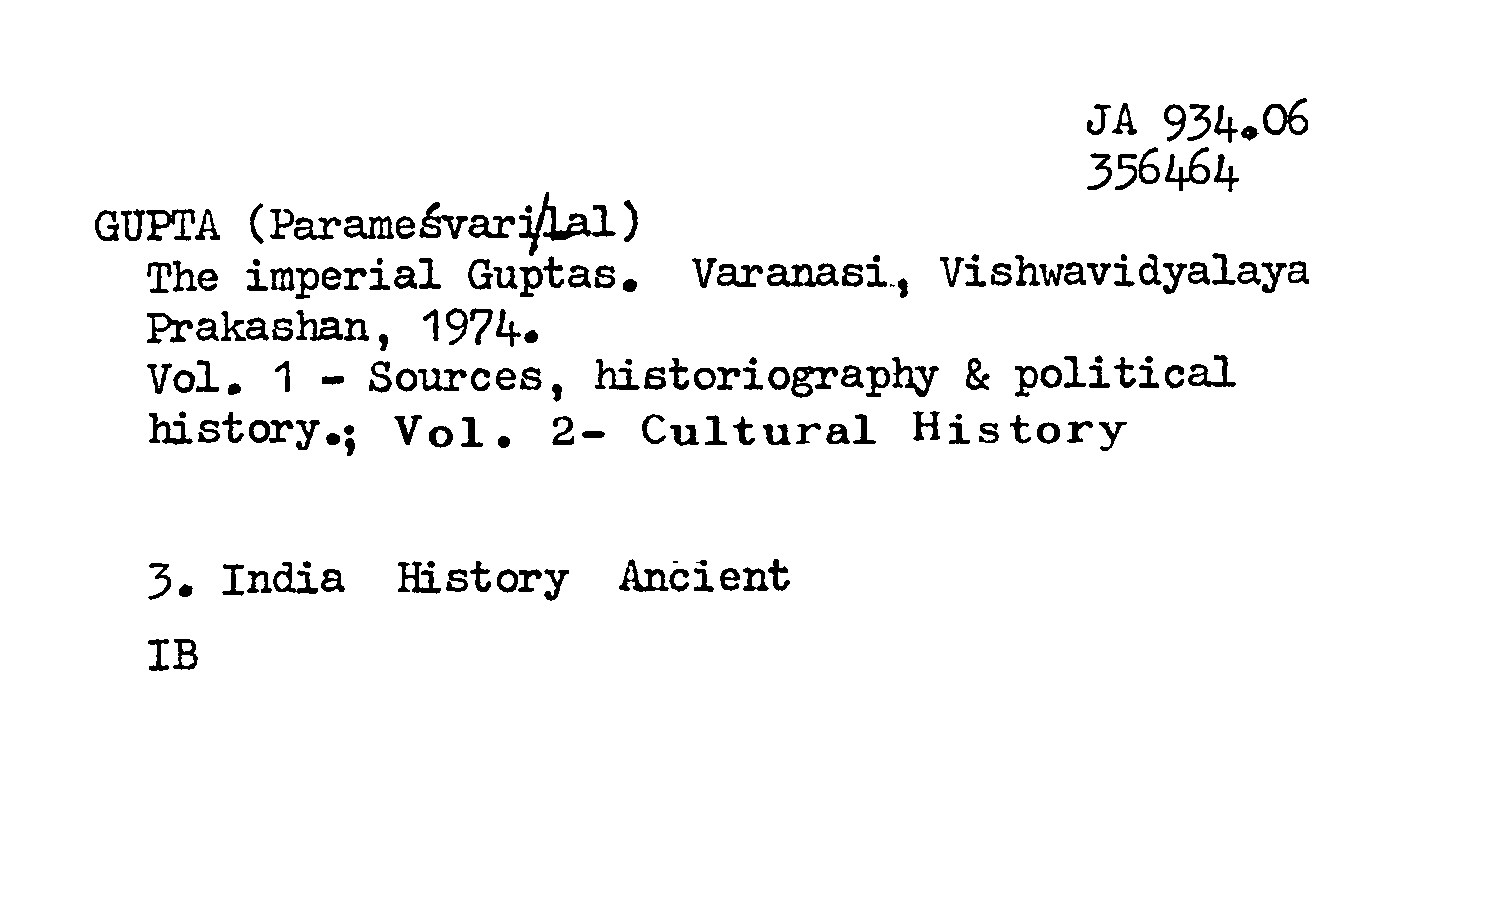 JA 934.06
356464
GUPTA (Parameśvari/Lal)
The imperial Guptas. Varanasi., Vishwavidyalaya
Prakashan, 1974.
Vol. 1 - Sources, historiography & political
history.; Vol. 2- Cultural History
3. India History Ancient
IB